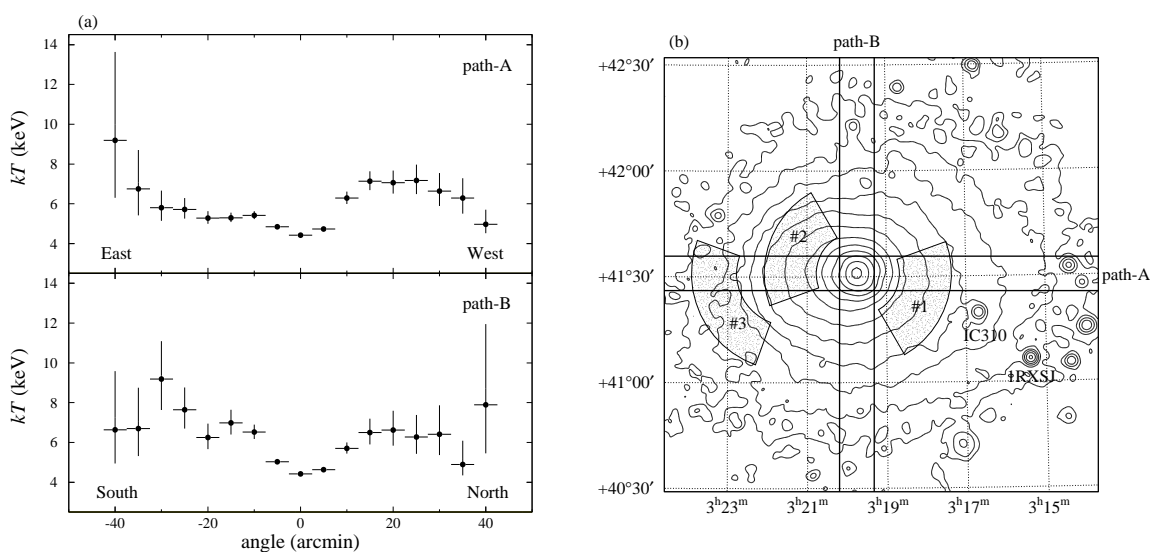 (a)
14
12
10
8
6
4
kT (keV)
path-A
East
West
14
12
10
8
6
4
kT (keV)
path-B
South
North
-40
-20
0
20
40
angle (arcmin)
(b)
path-B
+42°30′
+42°00′
+41°30′
+41°00′
+40°30′
path-A
#2
#1
#3
IC310
1RXSJ
3h23m
3h21m
3h19m
3h17m
3h15m